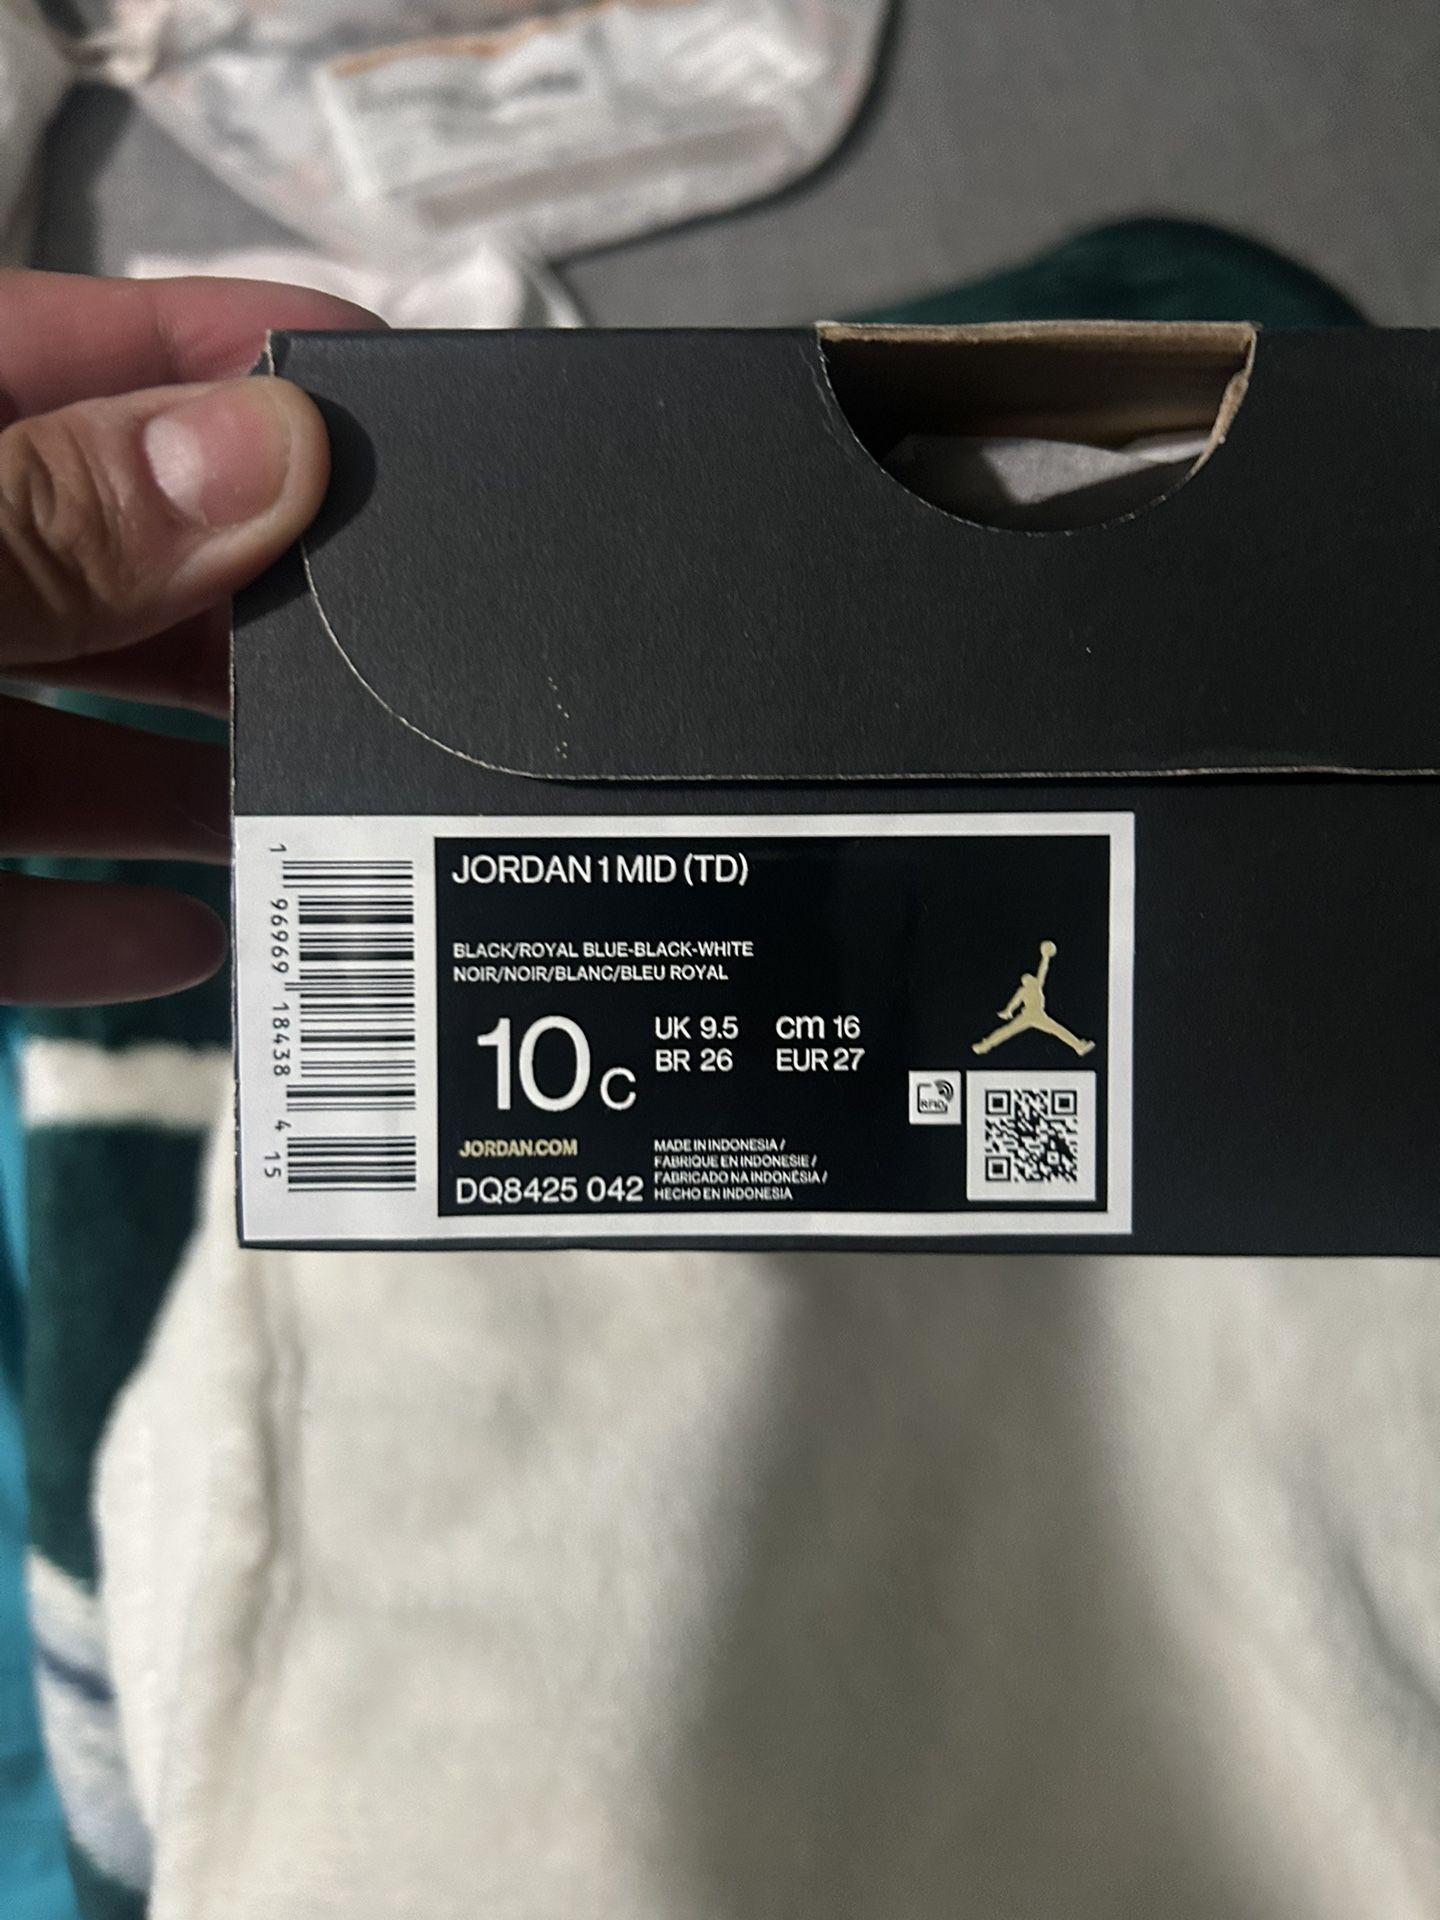 JORDAN 1 MID (TD)
BLACK/ROYAL BLUE-BLACK-WHITE
NOIR/NOIR/BLANC/BLEU ROYAL
10C
UK 9.5 cm 16
BR 26 EUR 27
RFID
JORDAN.COM
DQ8425 042
MADE IN INDONESIA /
FABRIQUE EN INDONESIE /
FABRICADO NA INDONÉSIA /
HECHO EN INDONESIA
1 96969 18438 4 15